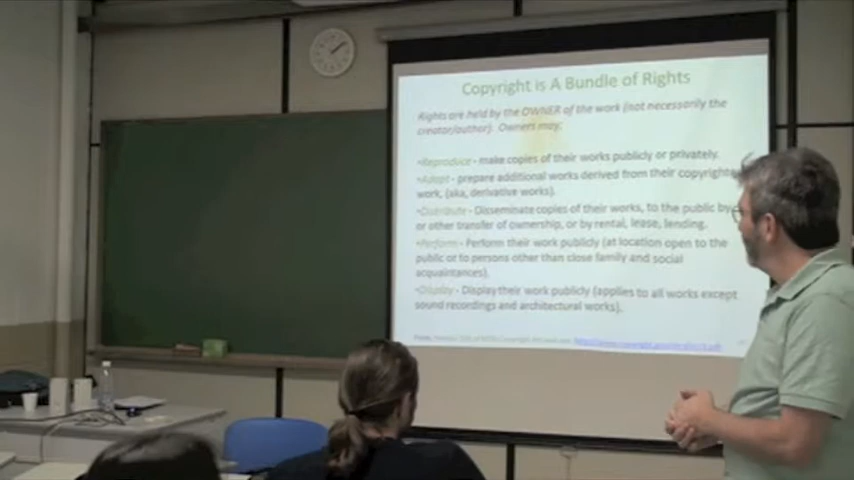 Copyright is A Bundle of Rights
Rights are held by the OWNER of the work (not necessarily the
creator/author). Owners may:
•Reproduce - make copies of their works publicly or privately.
•Adapt - prepare additional works derived from their copyrighted
work, (aka, derivative works).
•Distribute - Disseminate copies of their works, to the public by
or other transfer of ownership, or by rental, lease, lending.
•Perform - Perform their work publicly (at location open to the
public or to persons other than close family and social
acquaintances).
•Display - Display their work publicly (applies to all works except
sound recordings and architectural works).